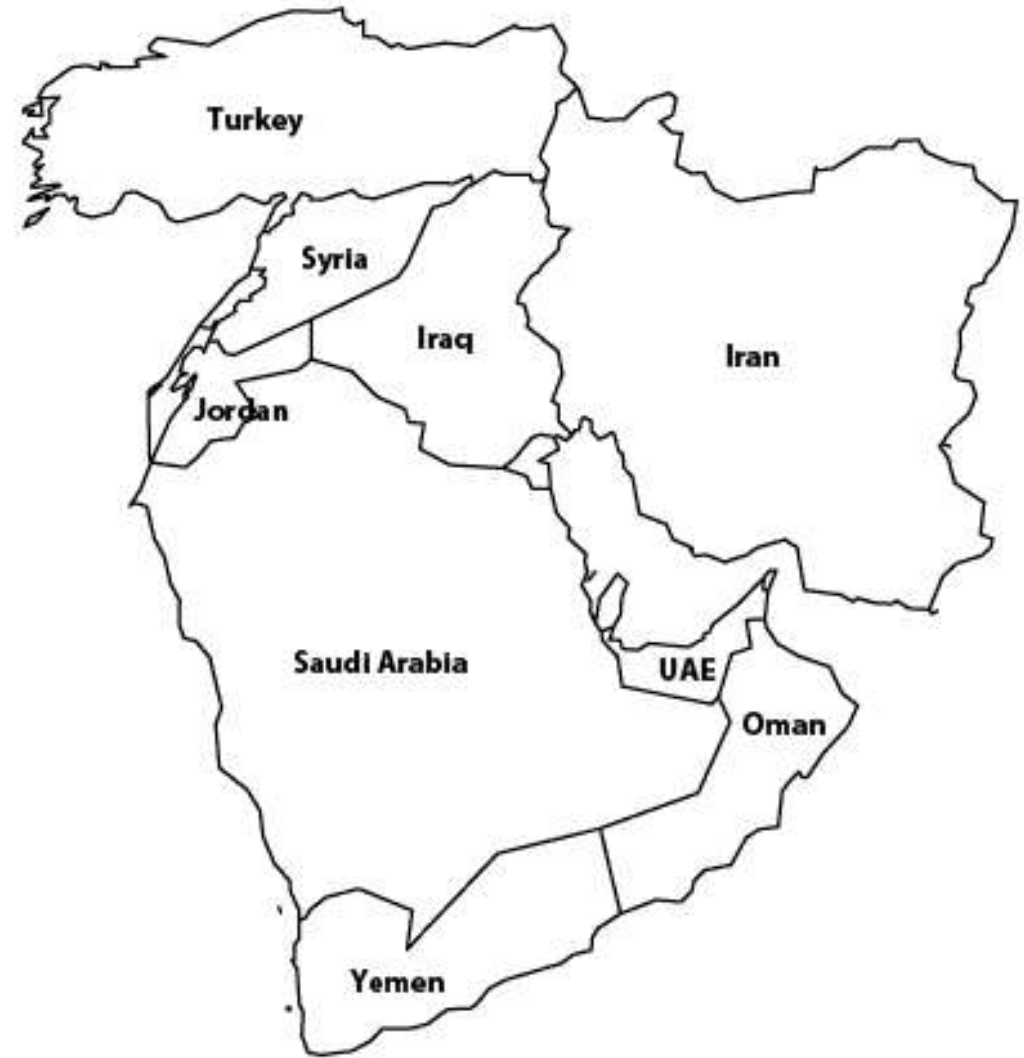 Turkey
Syria
Iraq
Iran
Jordan
Saudi Arabia
UAE
Oman
Yemen